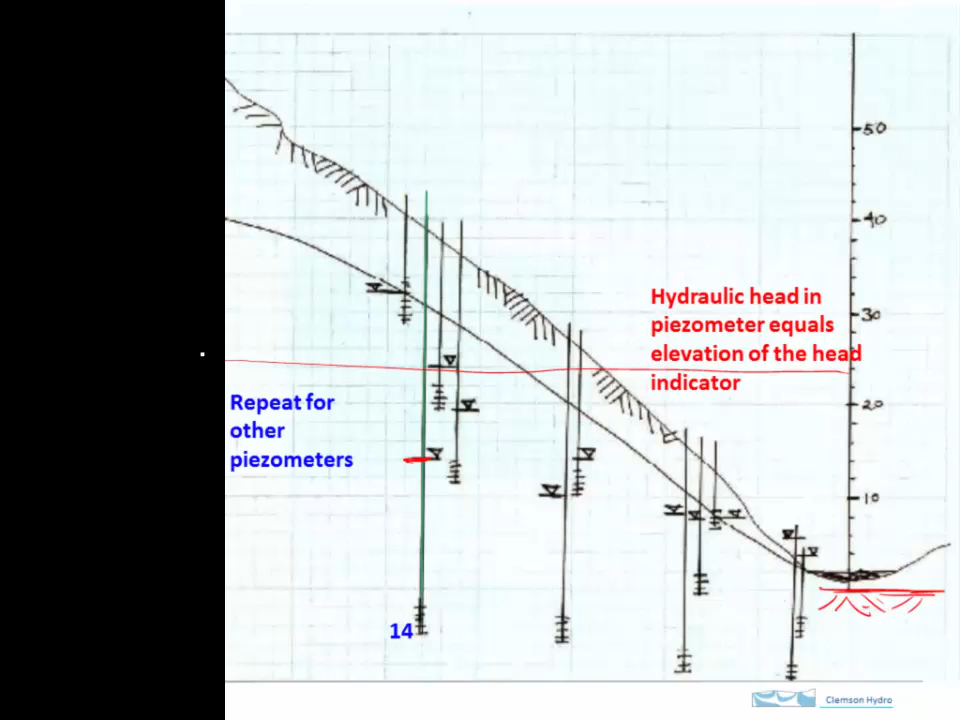 50
40
Hydraulic head in
30
piezometer equals
elevation of the head
indicator
Repeat for
20
other
piezometers
10
14
Clemson Hydro